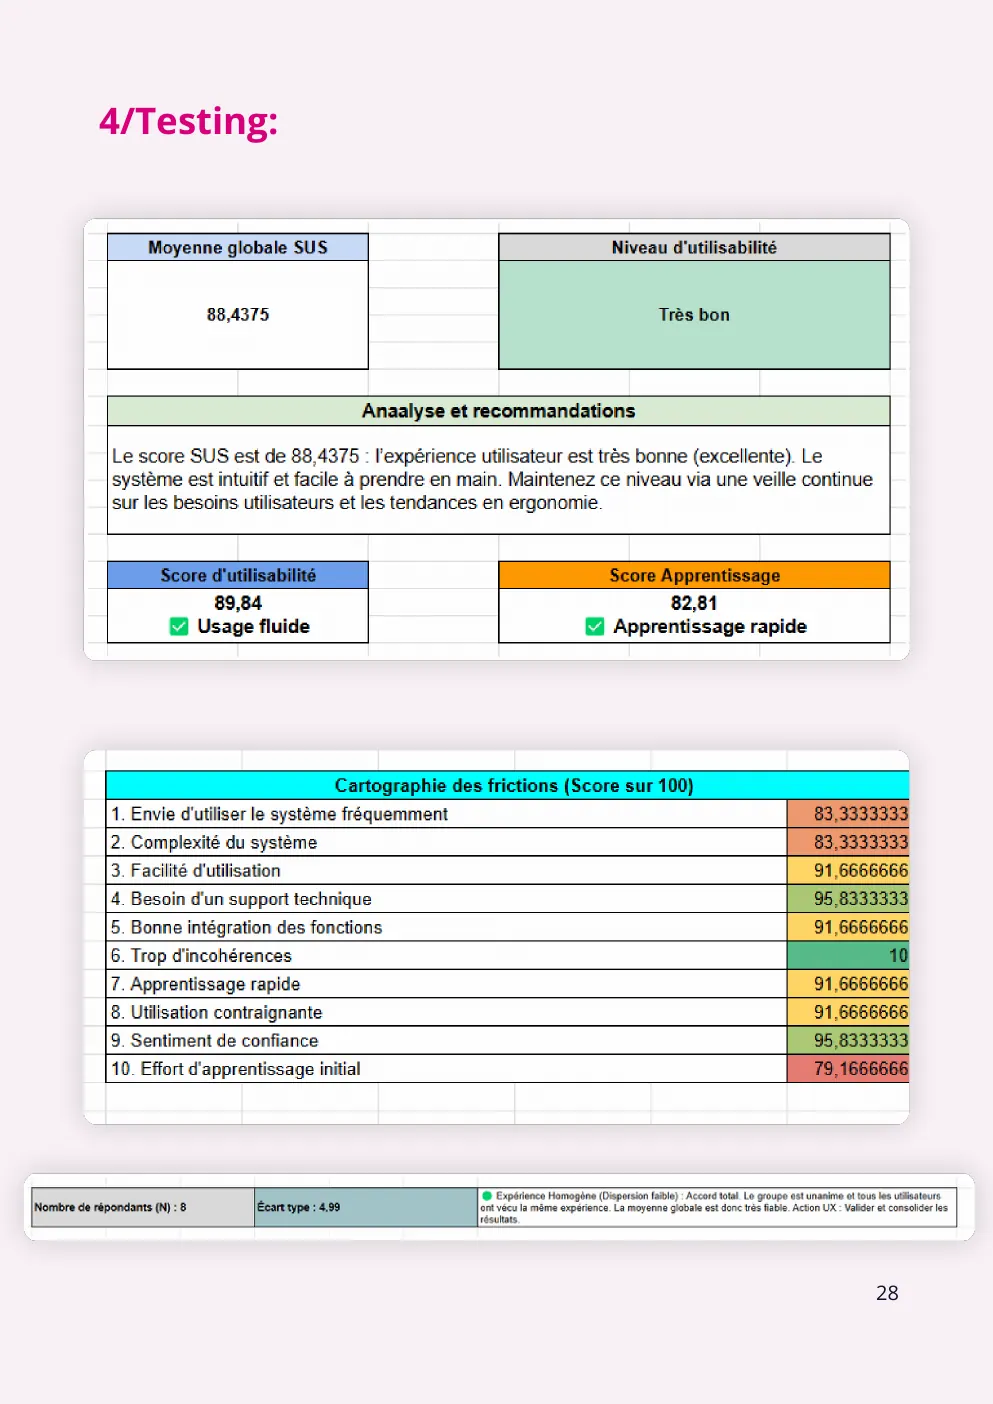 4/Testing:
Moyenne globale SUS
Niveau d'utilisabilité
88,4375
Très bon
Anaalyse et recommandations
Le score SUS est de 88,4375 : l'expérience utilisateur est très bonne (excellente). Le
système est intuitif et facile à prendre en main. Maintenez ce niveau via une veille continue
sur les besoins utilisateurs et les tendances en ergonomie.
Score d'utilisabilité
Score Apprentissage
89,84
✅ Usage fluide
82,81
✅ Apprentissage rapide
Cartographie des frictions (Score sur 100)
1. Envie d'utiliser le système fréquemment 83,3333333
2. Complexité du système 83,3333333
3. Facilité d'utilisation 91,6666666
4. Besoin d'un support technique 95,8333333
5. Bonne intégration des fonctions 91,6666666
6. Trop d'incohérences 10
7. Apprentissage rapide 91,6666666
8. Utilisation contraignante 91,6666666
9. Sentiment de confiance 95,8333333
10. Effort d'apprentissage initial 79,1666666
Nombre de répondants (N) : 8
Écart type : 4,99
🟢 Expérience Homogène (Dispersion faible) : Accord total. Le groupe est unanime et tous les utilisateurs
ont vécu la même expérience. La moyenne globale est donc très fiable. Action UX : Valider et consolider les
résultats.
28